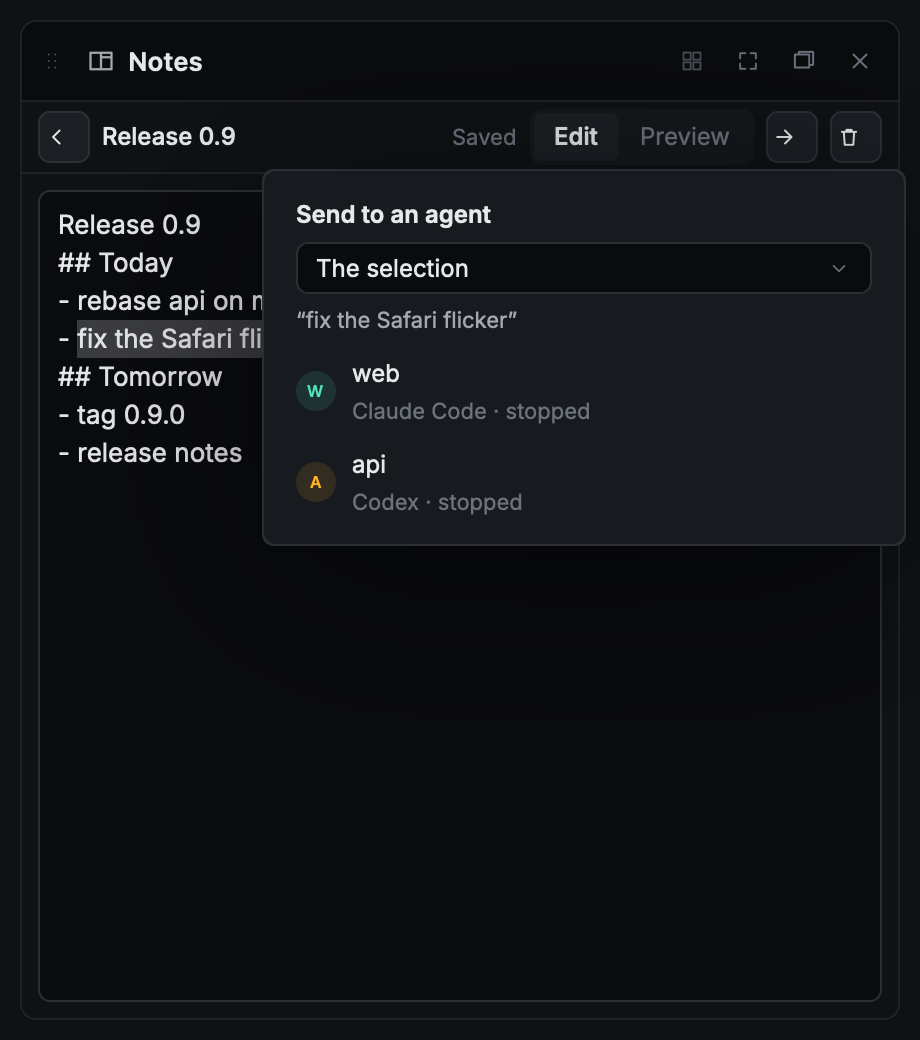 Notes
Release 0.9
Saved
Edit
Preview
Release 0.9
## Today
- rebase api on
- fix the Safari fli
## Tomorrow
- tag 0.9.0
- release notes
Send to an agent
The selection
“fix the Safari flicker”
W
web
Claude Code · stopped
A
api
Codex · stopped